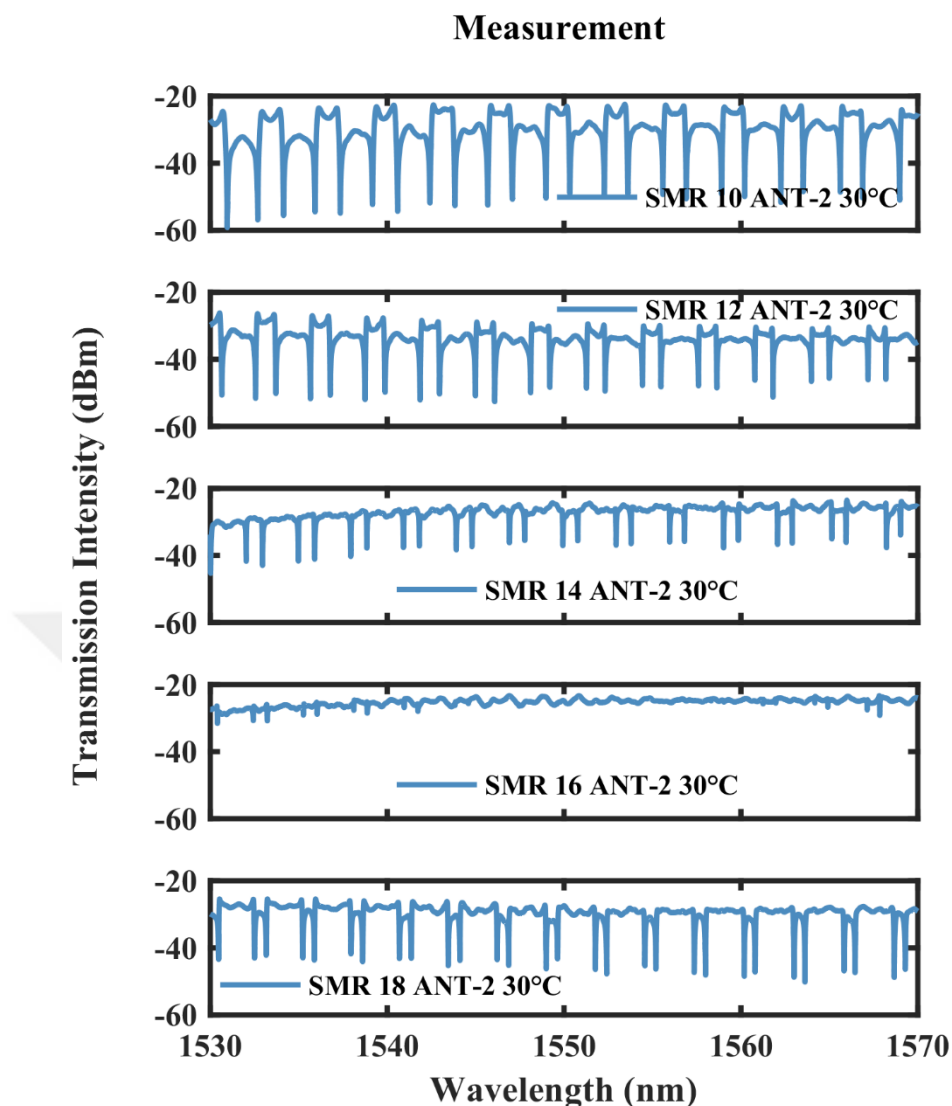 Measurement
Transmission Intensity (dBm)
-20
-40
-60
SMR 10 ANT-2 30°C
-20
-40
-60
SMR 12 ANT-2 30°C
-20
-40
-60
SMR 14 ANT-2 30°C
-20
-40
-60
SMR 16 ANT-2 30°C
-20
-40
-60
SMR 18 ANT-2 30°C
1530 1540 1550 1560 1570
Wavelength (nm)